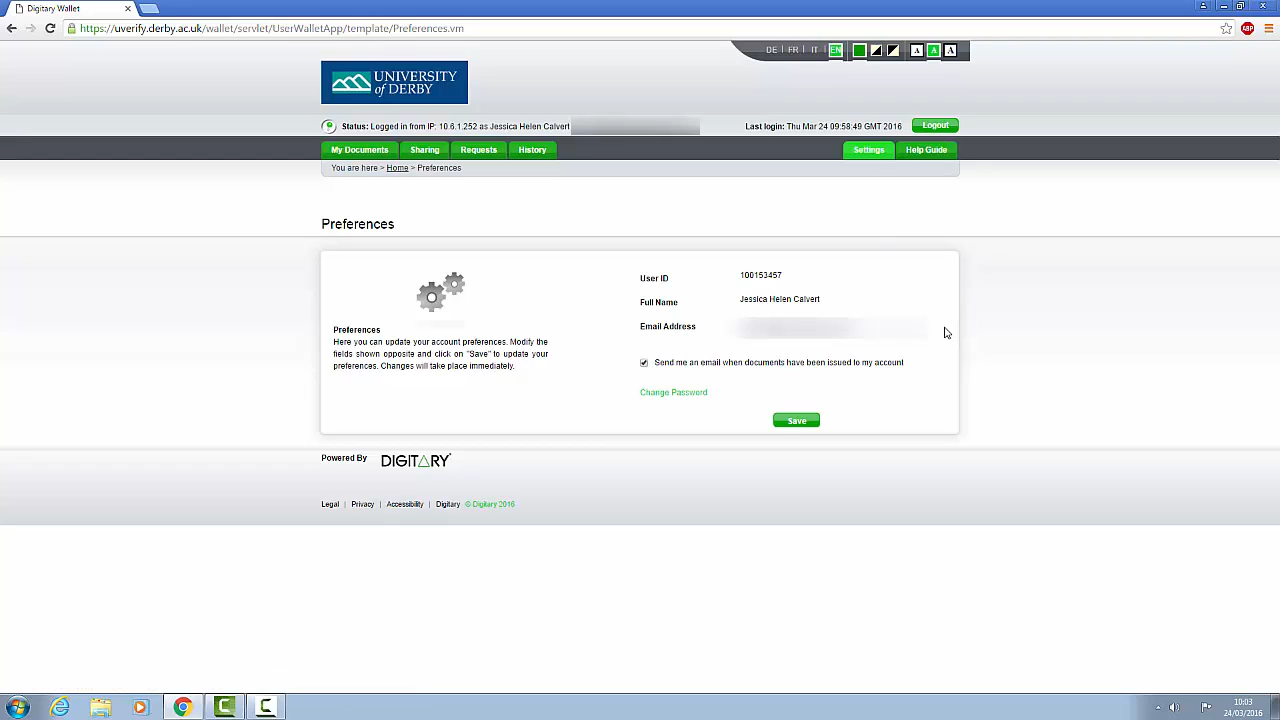 Digitary Wallet
https://uverify.derby.ac.uk/wallet/servlet/UserWalletApp/template/Preferences.vm
ABP
DE | FR | IT | EN
A A A
UNIVERSITY
of DERBY
Status: Logged in from IP: 10.6.1.252 as Jessica Helen Calvert
Last login: Thu Mar 24 09:58:49 GMT 2016
Logout
My Documents Sharing Requests History Settings Help Guide
You are here > Home > Preferences
Preferences
User ID 100153457
Full Name Jessica Helen Calvert
Email Address
Preferences
Here you can update your account preferences. Modify the
fields shown opposite and click on "Save" to update your
preferences. Changes will take place immediately.
Send me an email when documents have been issued to my account
Change Password
Save
Powered By DIGITARY
Legal | Privacy | Accessibility | Digitary © Digitary 2016
10:03
24/03/2016